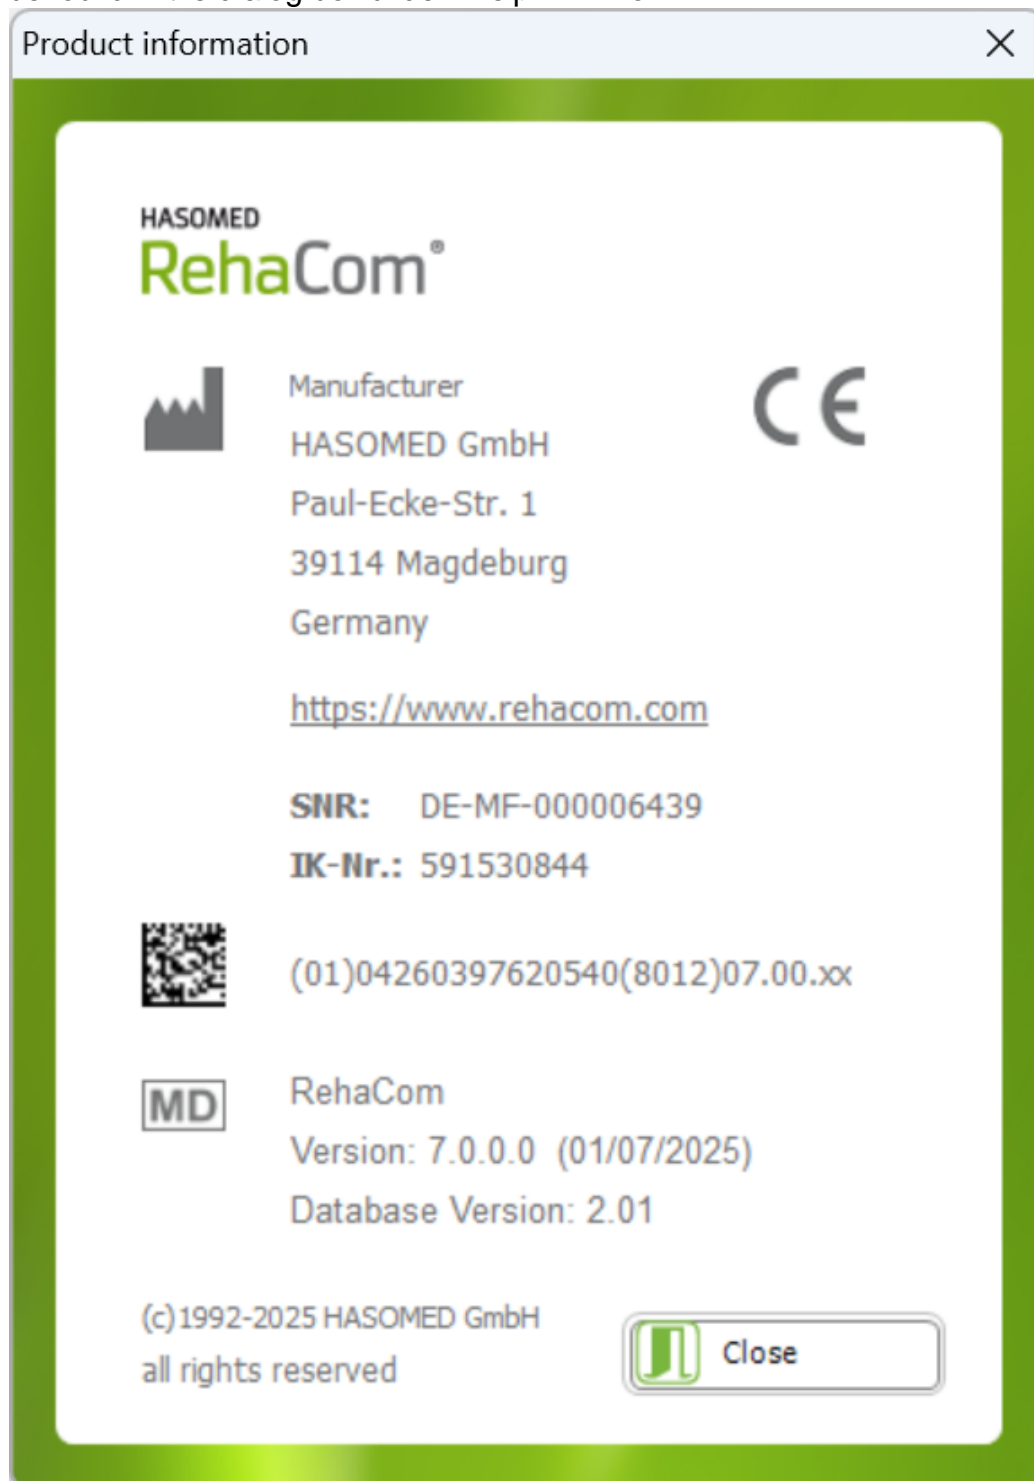 Product information
HASOMED
RehaCom®
Manufacturer
HASOMED GmbH
Paul-Ecke-Str. 1
39114 Magdeburg
Germany
https://www.rehacom.com
SNR: DE-MF-000006439
IK-Nr.: 591530844
(01)04260397620540(8012)07.00.xx
MD
RehaCom
Version: 7.0.0.0 (01/07/2025)
Database Version: 2.01
(c)1992-2025 HASOMED GmbH
all rights reserved
Close